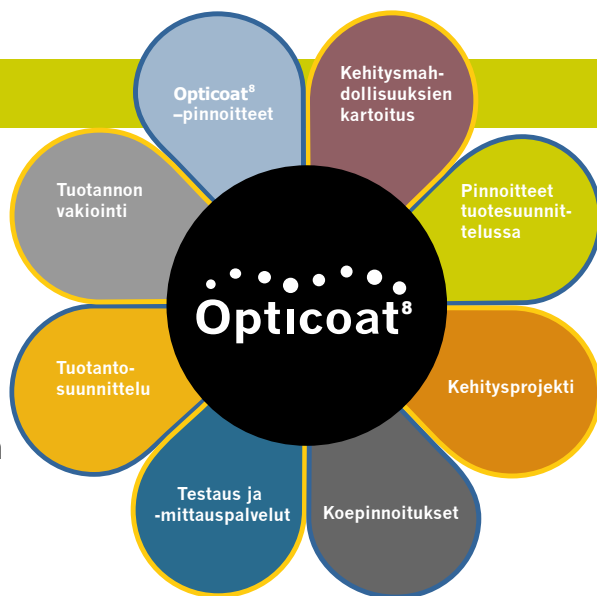 Opticoat⁸
–pinnoitteet
Kehitysmah-
dollisuuksien
kartoitus
Tuotannon
vakiointi
Pinnoitteet
tuotesuunnit-
telussa
Opticoat⁸
Tuotanto-
suunnittelu
Kehitysprojekti
Testaus ja
-mittauspalvelut
Koepinnoitukset